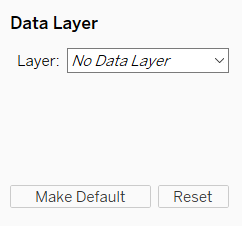 Data Layer
Layer: No Data Layer
Make Default Reset